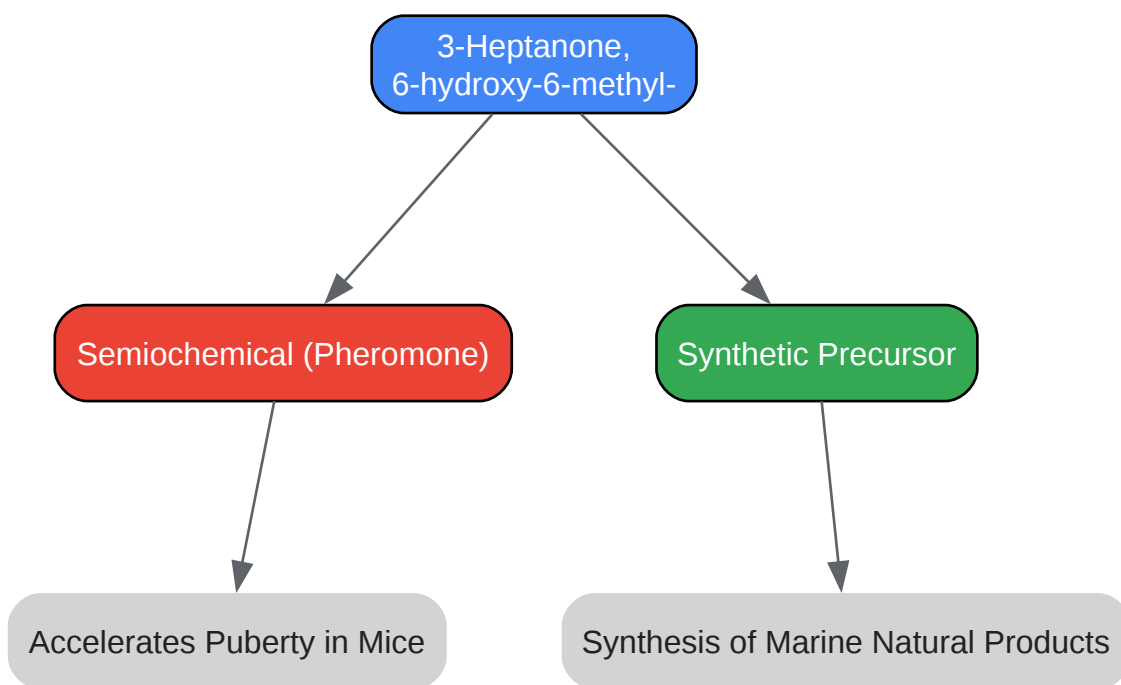 3-Heptanone,
6-hydroxy-6-methyl-
Semiochemical (Pheromone)
Synthetic Precursor
Accelerates Puberty in Mice
Synthesis of Marine Natural Products